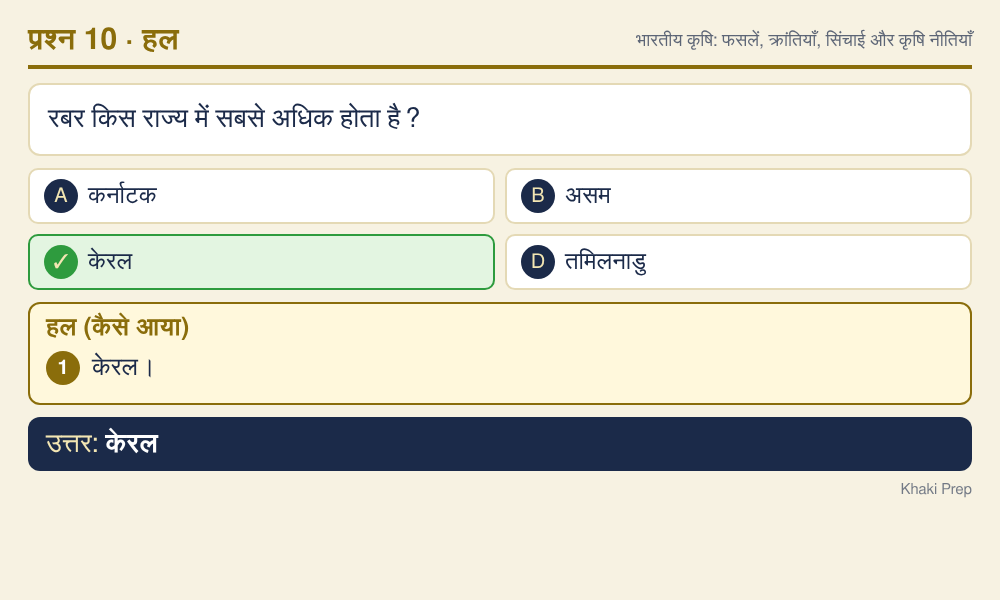 प्रश्न 10 · हल
भारतीय कृषि: फसलें, क्रांतियाँ, सिंचाई और कृषि नीतियाँ
रबर किस राज्य में सबसे अधिक होता है ?
A कर्नाटक
B असम
✓ केरल
D तमिलनाडु
हल (कैसे आया)
1 केरल।
उत्तर: केरल
Khaki Prep